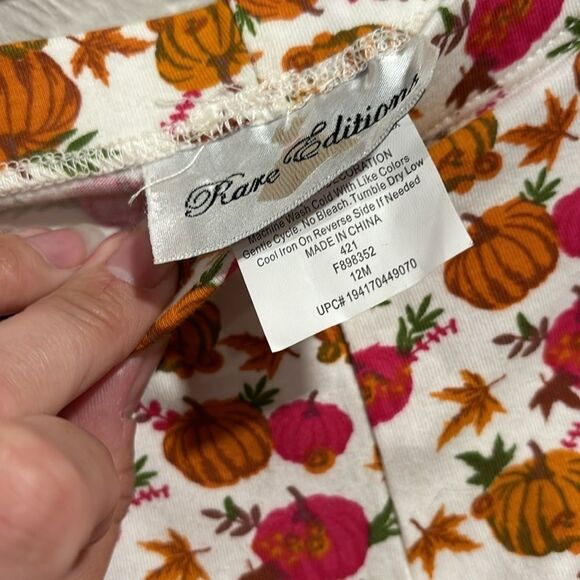 Rare Editions
DECORATION
Machine Wash Cold With Like Colors
Gentle Cycle. No Bleach.Tumble Dry Low
Cool Iron On Reverse Side If Needed
MADE IN CHINA
421
F898352
12M
UPC# 194170449070